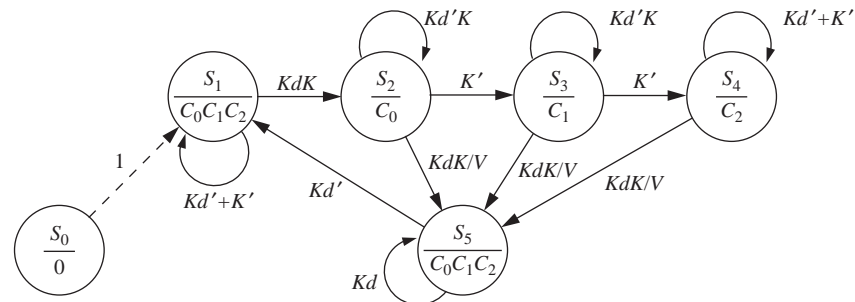 Kd′K
Kd′K
Kd′+K′
S1
C0C1C2
KdK
S2
C0
K′
S3
C1
K′
S4
C2
1
Kd′+K′
Kd′
KdK/V
KdK/V
KdK/V
S0
0
S5
C0C1C2
Kd